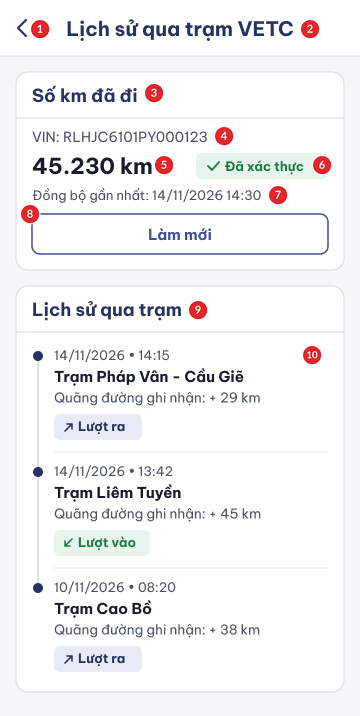 1 Lịch sử qua trạm VETC 2
Số km đã đi 3
VIN: RLHJC6101PY000123 4
45.230 km 5 Đã xác thực 6
Đồng bộ gần nhất: 14/11/2026 14:30 7
8
Làm mới
Lịch sử qua trạm 9
14/11/2026 • 14:15 10
Trạm Pháp Vân - Cầu Giẽ
Quãng đường ghi nhận: + 29 km
Lượt ra
14/11/2026 • 13:42
Trạm Liêm Tuyền
Quãng đường ghi nhận: + 45 km
Lượt vào
10/11/2026 • 08:20
Trạm Cao Bồ
Quãng đường ghi nhận: + 38 km
Lượt ra